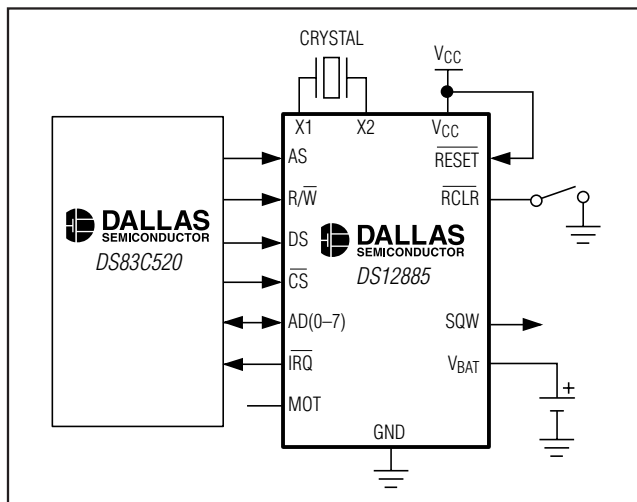 CRYSTAL
VCC
X1 X2 VCC
AS RESET
R/W RCLR
DALLAS
SEMICONDUCTOR
DS83C520
DS
DALLAS
SEMICONDUCTOR
DS12885
CS
AD(0–7) SQW
IRQ VBAT
+
MOT
GND